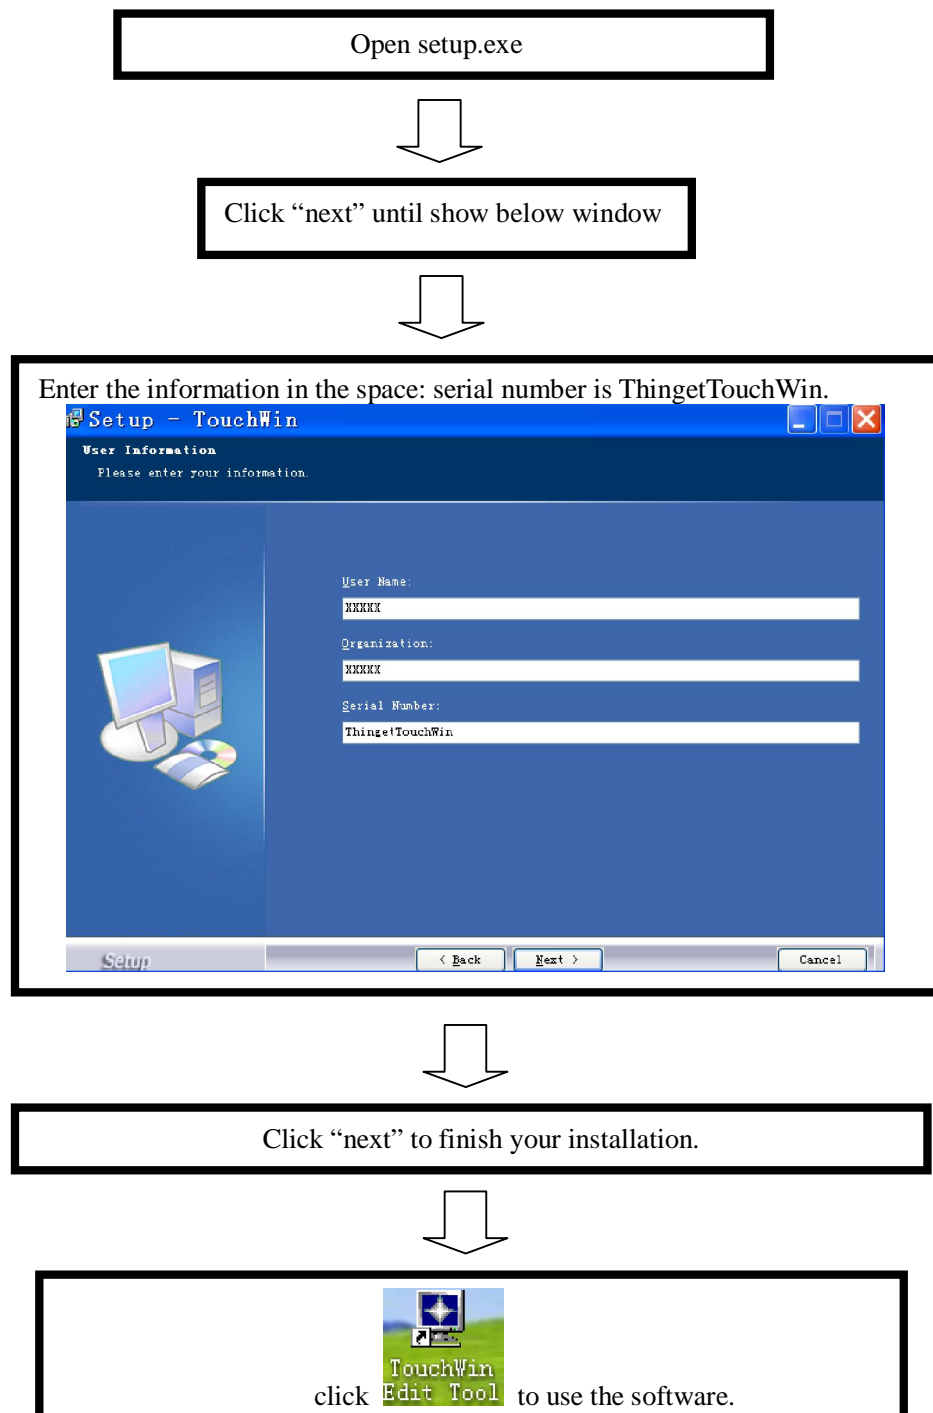 Open setup.exe
Click “next” until show below window
Enter the information in the space: serial number is ThingetTouchWin.
Setup - TouchWin
User Information
Please enter your information.
User Name:
XXXXX
Organization:
XXXXX
Serial Number:
ThingetTouchWin
Setup
< Back
Next >
Cancel
Click “next” to finish your installation.
TouchWin
click Edit Tool to use the software.